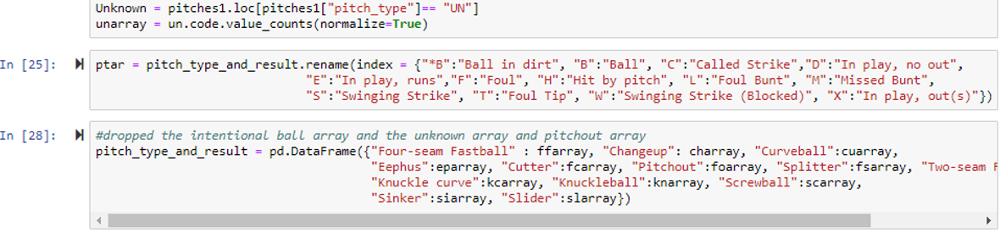 Unknown = pitches1.loc[pitches1["pitch_type"]== "UN"]
unarray = un.code.value_counts(normalize=True)
In [25]: ptar = pitch_type_and_result.rename(index = {"*B":"Ball in dirt", "B":"Ball", "C":"Called Strike","D":"In play, no out",
"E":"In play, runs","F":"Foul", "H":"Hit by pitch", "L":"Foul Bunt", "M":"Missed Bunt",
"S":"Swinging Strike", "T":"Foul Tip", "W":"Swinging Strike (Blocked)", "X":"In play, out(s)"})
In [28]: #dropped the intentional ball array and the unknown array and pitchout array
pitch_type_and_result = pd.DataFrame({"Four-seam Fastball" : ffarray, "Changeup": charray, "Curveball":cuarray,
"Eephus":eparray, "Cutter":fcarray, "Pitchout":foarray, "Splitter":fsarray, "Two-seam F
"Knuckle curve":kcarray, "Knuckleball":knarray, "Screwball":scarray,
"Sinker":siarray, "Slider":slarray})